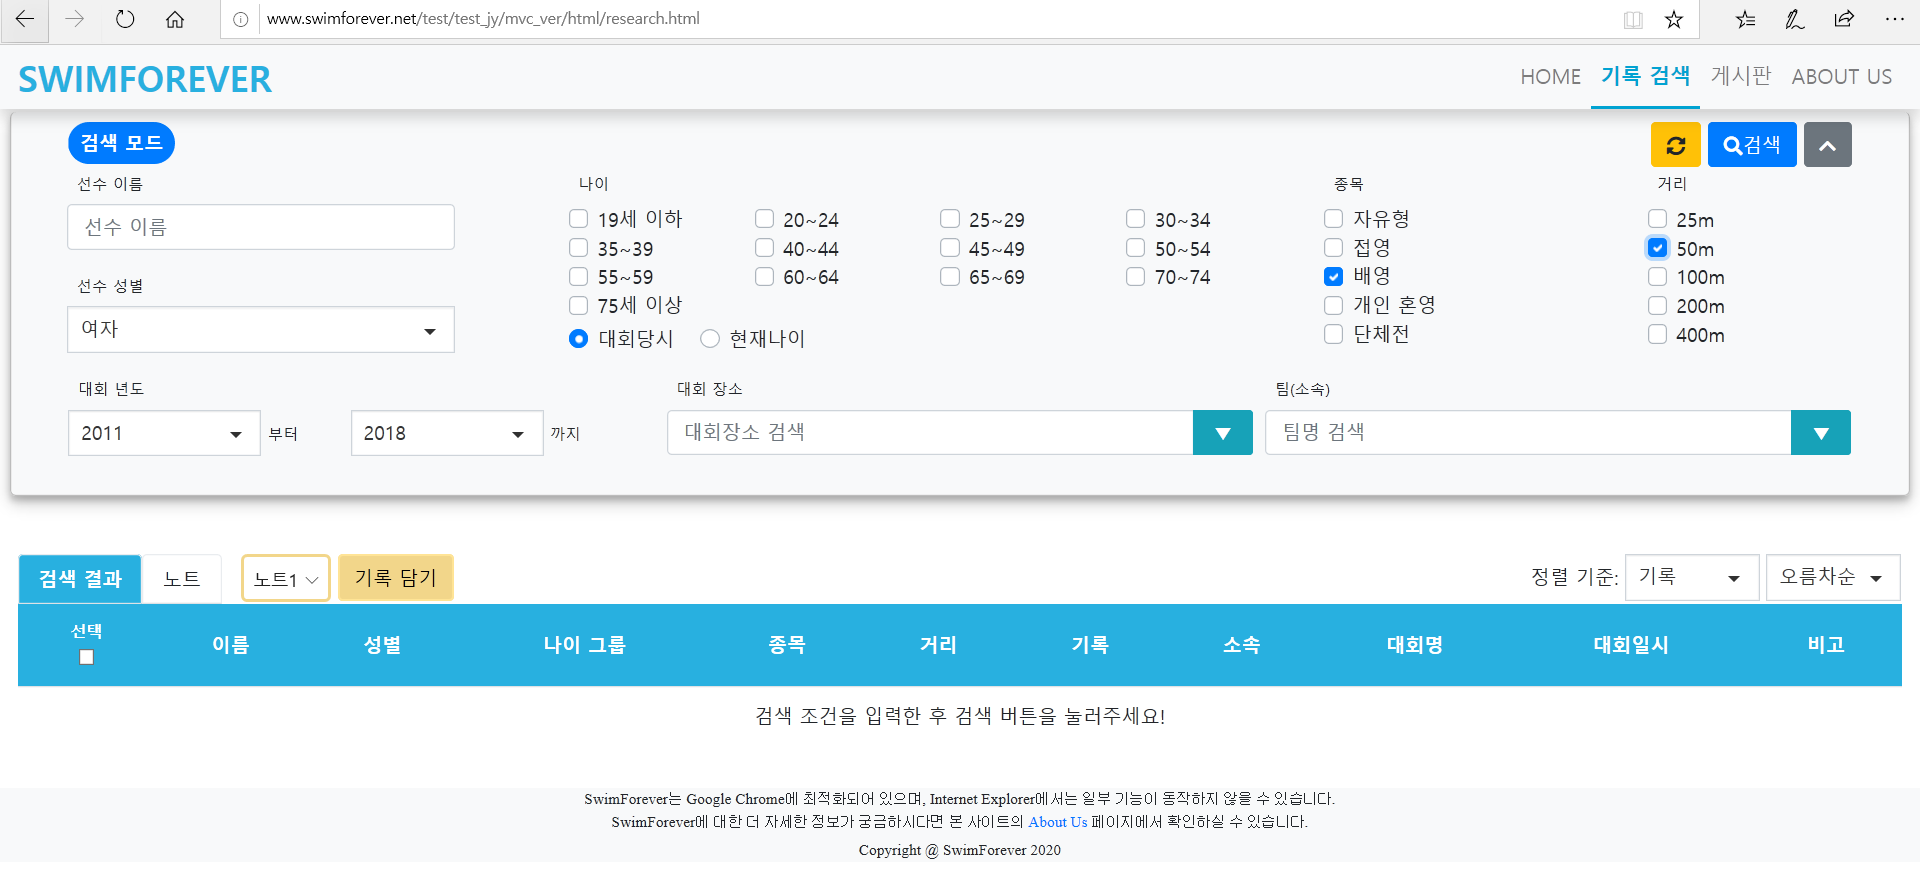 www.swimforever.net/test/test_jy/mvc_ver/html/research.html
SWIMFOREVER
HOME 기록 검색 게시판 ABOUT US
검색 모드
검색
선수 이름 나이 종목 거리
선수 이름
19세 이하 20~24 25~29 30~34 자유형 25m
35~39 40~44 45~49 50~54 접영 50m
55~59 60~64 65~69 70~74 배영 100m
선수 성별
75세 이상 개인 혼영 200m
여자
대회당시 현재나이 단체전 400m
대회 년도 대회 장소 팀(소속)
2011 부터 2018 까지 대회장소 검색 팀명 검색
검색 결과 노트 노트1 기록 담기 정렬 기준: 기록 오름차순
선택 이름 성별 나이 그룹 종목 거리 기록 소속 대회명 대회일시 비고
검색 조건을 입력한 후 검색 버튼을 눌러주세요!
SwimForever는 Google Chrome에 최적화되어 있으며, Internet Explorer에서는 일부 기능이 동작하지 않을 수 있습니다.
SwimForever에 대한 더 자세한 정보가 궁금하시다면 본 사이트의 About Us 페이지에서 확인하실 수 있습니다.
Copyright @ SwimForever 2020